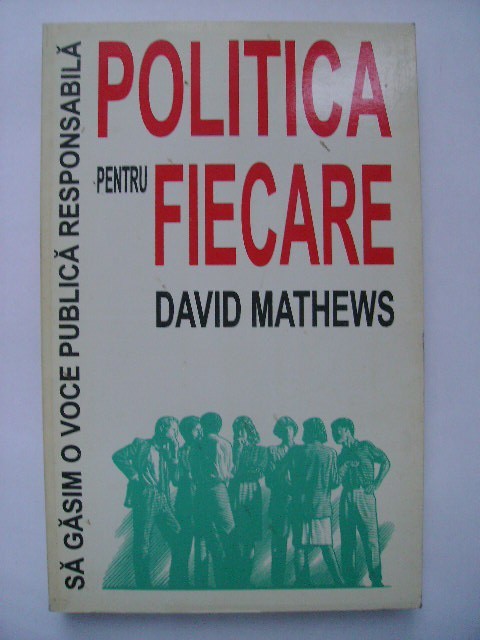 POLITICA
PENTRU
FIECARE
DAVID MATHEWS
SĂ GĂSIM O VOCE PUBLICĂ RESPONSABILĂ